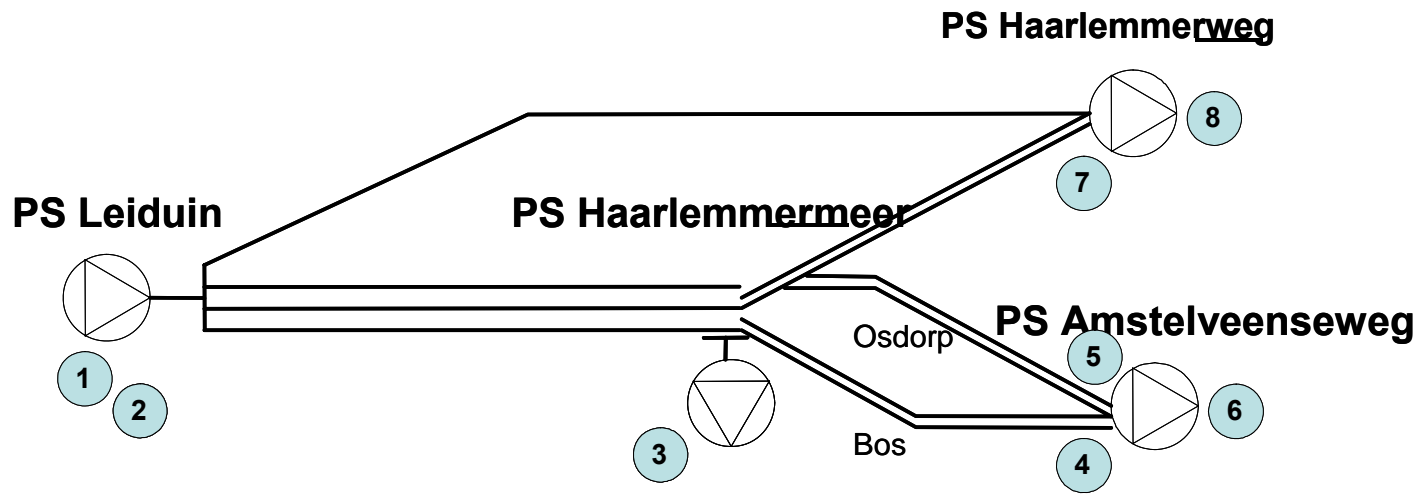 PS Haarlemmerweg
8
7
PS Leiduin
PS Haarlemmermeer
PS Amstelveenseweg
Osdorp
5
1
2
6
Bos
3
4